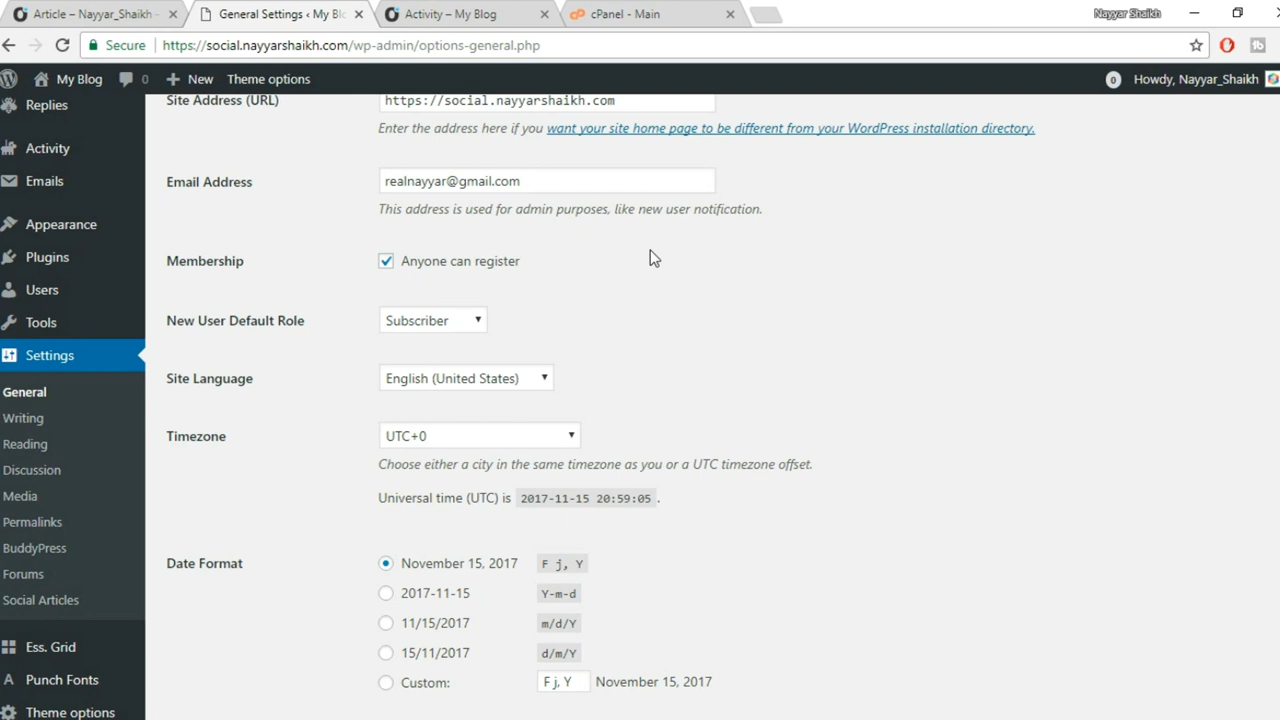 Article – Nayyar_Shaikh -
General Settings ‹ My Blo
Activity – My Blog
cPanel - Main
Nayyar Shaikh
Secure
https://social.nayyarshaikh.com/wp-admin/options-general.php
My Blog
0
New
Theme options
0
Howdy, Nayyar_Shaikh
Replies
Activity
Emails
Appearance
Plugins
Users
Tools
Settings
General
Writing
Reading
Discussion
Media
Permalinks
BuddyPress
Forums
Social Articles
Ess. Grid
Punch Fonts
Theme options
Site Address (URL)
https://social.nayyarshaikh.com
Enter the address here if you want your site home page to be different from your WordPress installation directory.
Email Address
realnayyar@gmail.com
This address is used for admin purposes, like new user notification.
Membership
Anyone can register
New User Default Role
Subscriber
Site Language
English (United States)
Timezone
UTC+0
Choose either a city in the same timezone as you or a UTC timezone offset.
Universal time (UTC) is 2017-11-15 20:59:05 .
Date Format
November 15, 2017 F j, Y
2017-11-15 Y-m-d
11/15/2017 m/d/Y
15/11/2017 d/m/Y
Custom: F j, Y November 15, 2017